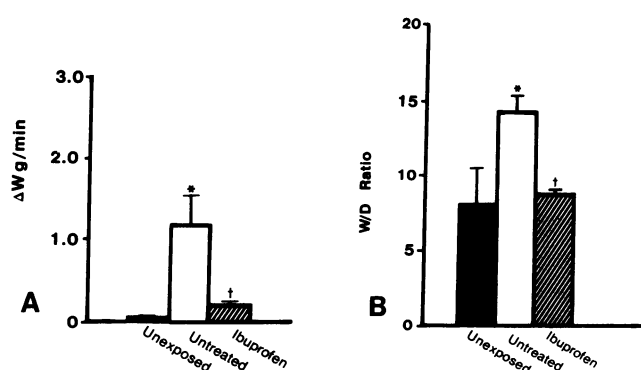 A
ΔW g/min
3.0
2.0
1.0
0
*
†
Unexposed
Untreated
Ibuprofen
B
W/D Ratio
20
15
10
5
0
*
†
Unexposed
Untreated
Ibuprofen